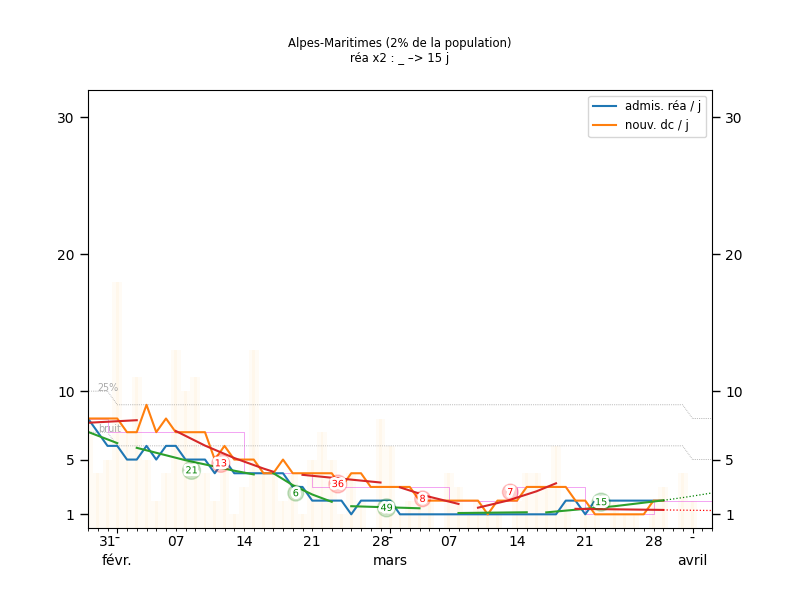 Alpes-Maritimes (2% de la population)
réa x2 : _ –> 15 j
admis. réa / j
nouv. dc / j
30 30
20 20
10 10
5 5
1 1
25%
bruit
21 13 6 36 49 8 7 15
31 07 14 21 28 07 14 21 28
févr. mars avril